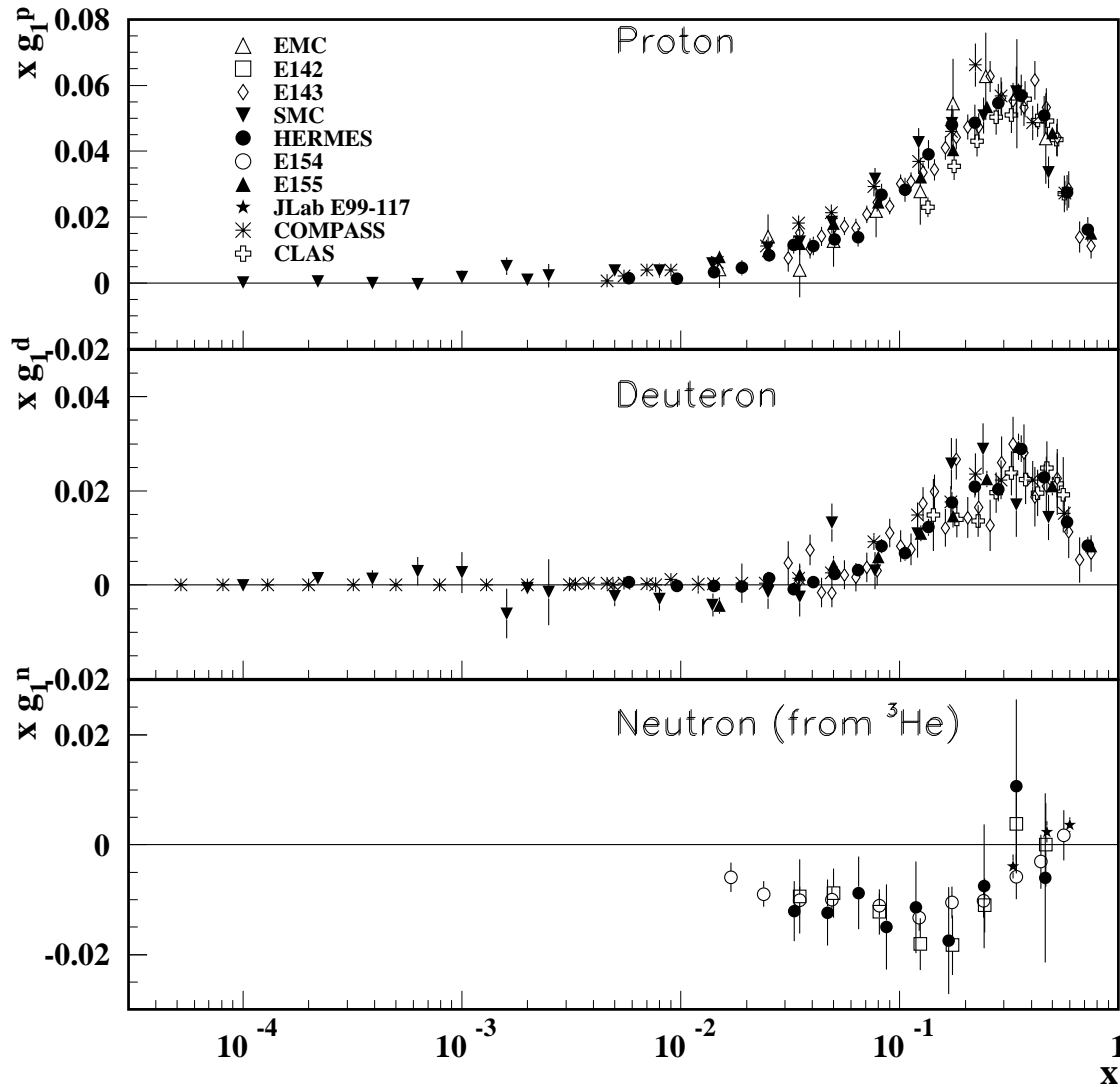 x g₁ᵖ
0.08
0.06
0.04
0.02
0
Proton
EMC
E142
E143
SMC
HERMES
E154
E155
JLab E99-117
COMPASS
CLAS
x g₁ᵈ
-0.02
0.04
0.02
0
Deuteron
x g₁ⁿ
-0.02
0.02
0
-0.02
Neutron (from ³He)
10⁻⁴
10⁻³
10⁻²
10⁻¹
1
x